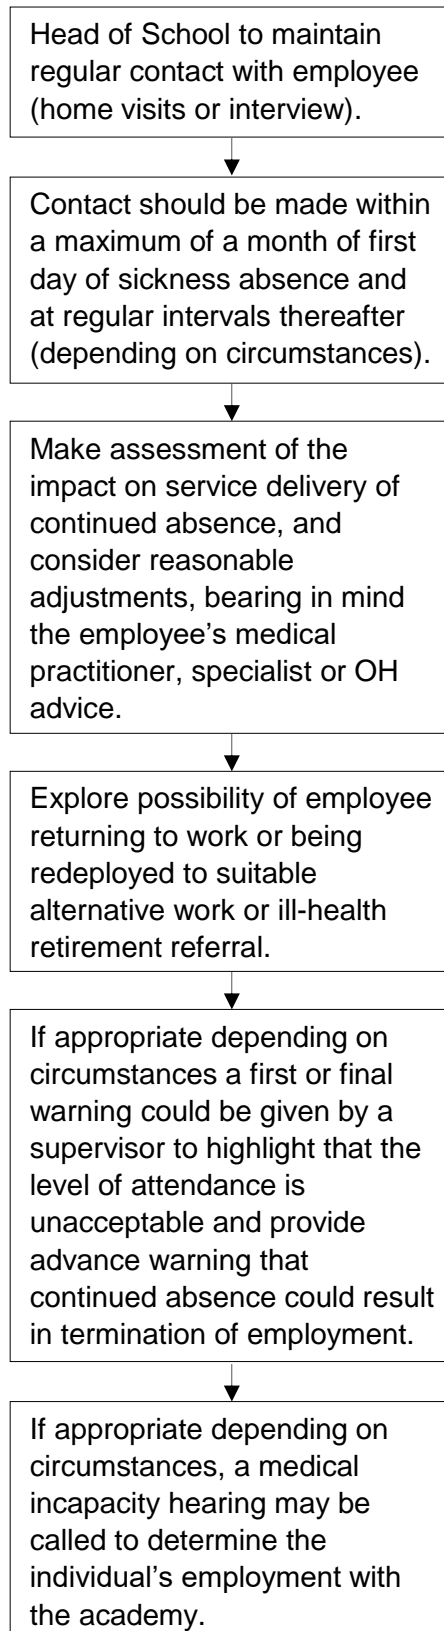 Head of School to maintain
regular contact with employee
(home visits or interview).
Contact should be made within
a maximum of a month of first
day of sickness absence and
at regular intervals thereafter
(depending on circumstances).
Make assessment of the
impact on service delivery of
continued absence, and
consider reasonable
adjustments, bearing in mind
the employee’s medical
practitioner, specialist or OH
advice.
Explore possibility of employee
returning to work or being
redeployed to suitable
alternative work or ill-health
retirement referral.
If appropriate depending on
circumstances a first or final
warning could be given by a
supervisor to highlight that the
level of attendance is
unacceptable and provide
advance warning that
continued absence could result
in termination of employment.
If appropriate depending on
circumstances, a medical
incapacity hearing may be
called to determine the
individual’s employment with
the academy.